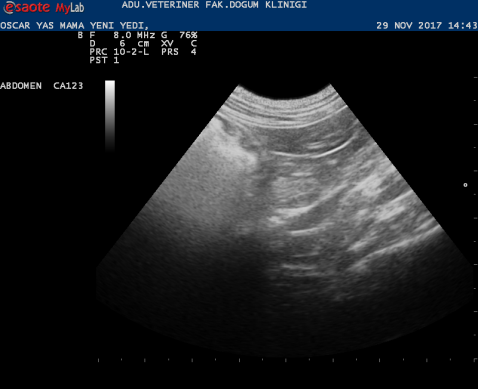 esaote MyLab
ADU.VETERINER FAK.DOGUM KLINIGI
OSCAR YAS MAMA YENI YEDI,
29 NOV 2017 14:43
B F 8.0 MHz G 76%
D 6 cm XV C
PRC 10-2-L PRS 4
PST 1
ABDOMEN CA123